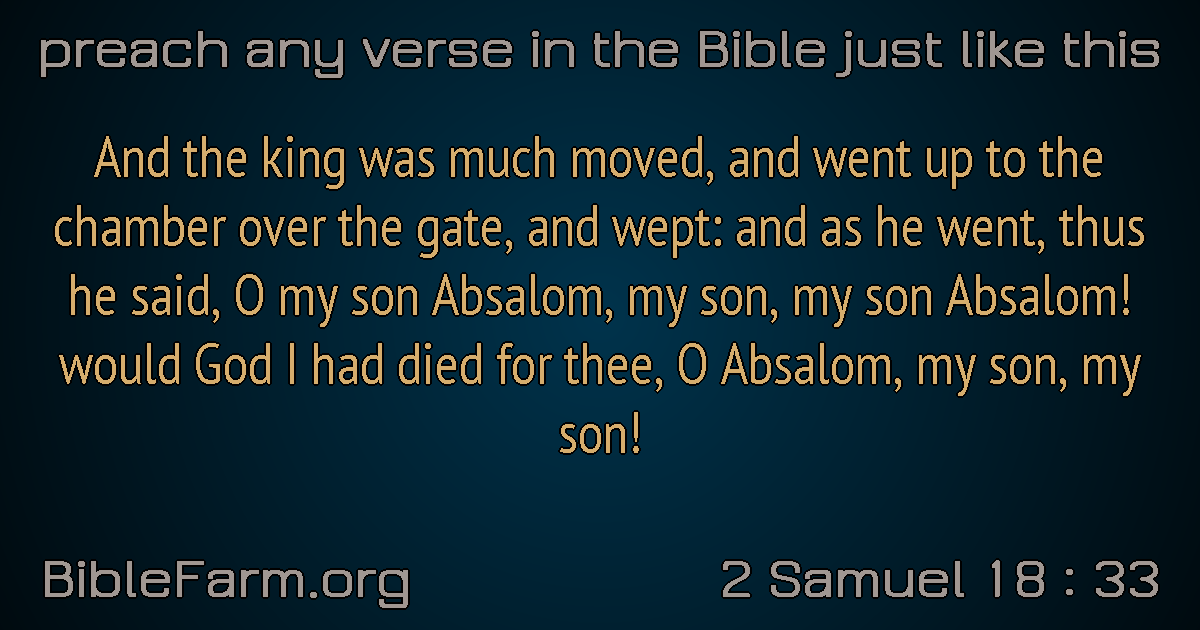 preach any verse in the Bible just like this
And the king was much moved, and went up to the
chamber over the gate, and wept: and as he went, thus
he said, O my son Absalom, my son, my son Absalom!
would God I had died for thee, O Absalom, my son, my
son!
BibleFarm.org
2 Samuel 18 : 33